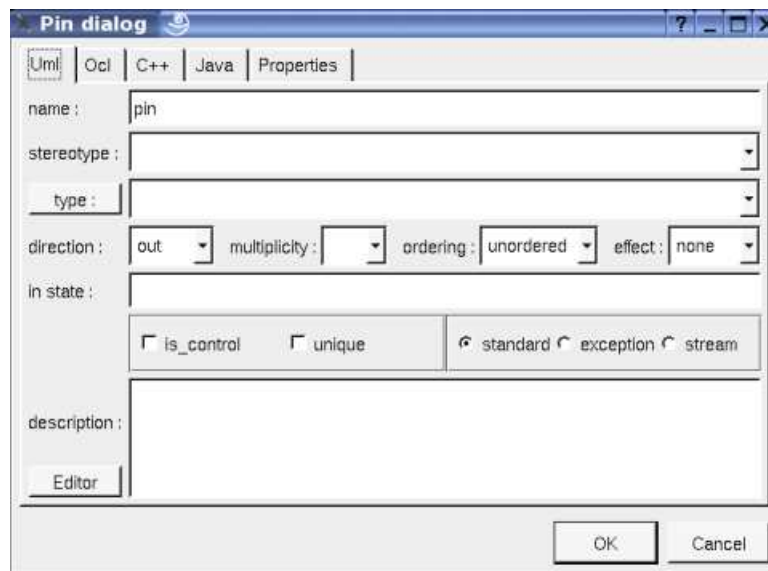 Pin dialog
Uml Ocl C++ Java Properties
name : pin
stereotype :
type :
direction : out multiplicity : ordering : unordered effect : none
in state :
is_control unique standard exception stream
description :
Editor
OK Cancel